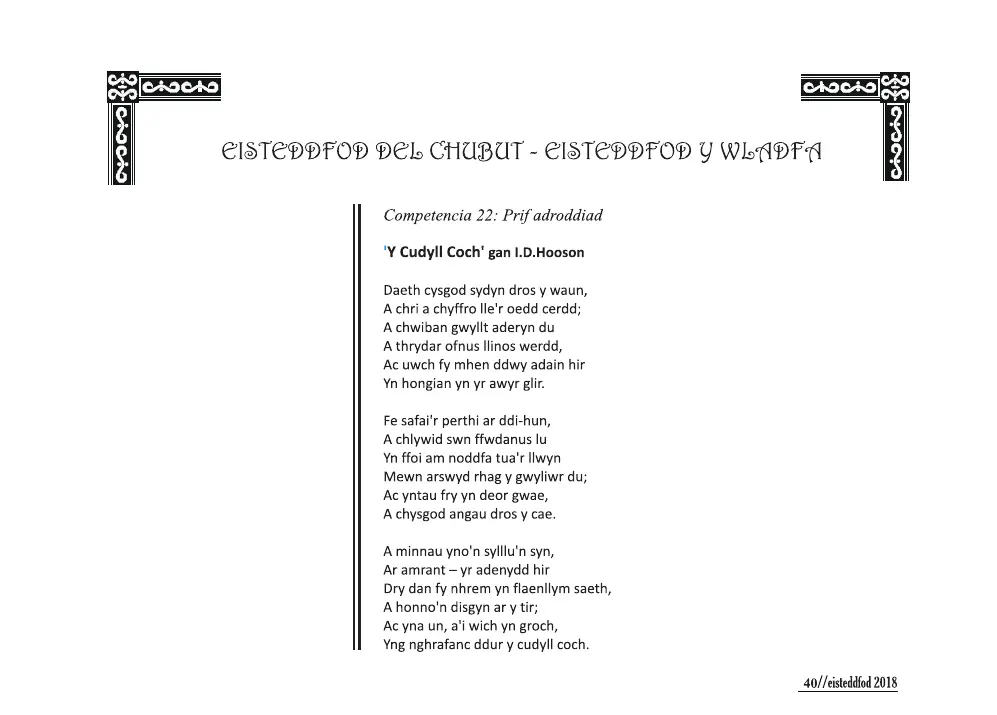 EISTEDDFOD DEL CHUBUT - EISTEDDFOD Y WLADFA
Competencia 22: Prif adroddiad
'Y Cudyll Coch' gan I.D.Hooson
Daeth cysgod sydyn dros y waun,
A chri a chyffro lle'r oedd cerdd;
A chwiban gwyllt aderyn du
A thrydar ofnus llinos werdd,
Ac uwch fy mhen ddwy adain hir
Yn hongian yn yr awyr glir.
Fe safai'r perthi ar ddi-hun,
A chlywid swn ffwdanus lu
Yn ffoi am noddfa tua'r llwyn
Mewn arswyd rhag y gwyliwr du;
Ac yntau fry yn deor gwae,
A chysgod angau dros y cae.
A minnau yno'n sylllu'n syn,
Ar amrant – yr adenydd hir
Dry dan fy nhrem yn flaenllym saeth,
A honno'n disgyn ar y tir;
Ac yna un, a'i wich yn groch,
Yng nghrafanc ddur y cudyll coch.
40//eisteddfod 2018